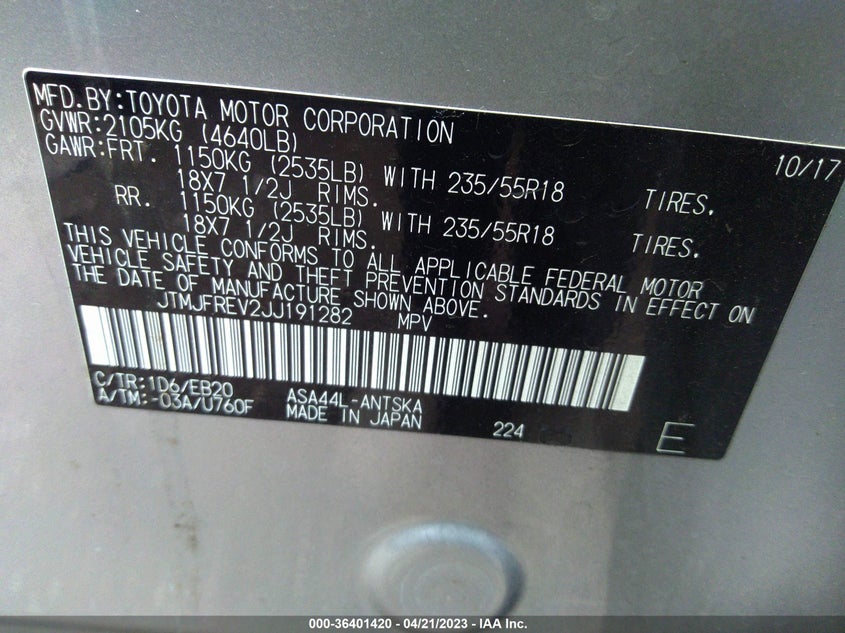 MFD.BY:TOYOTA MOTOR CORPORATION 10/17
GVWR:2105KG (4640LB)
GAWR:FRT. 1150KG (2535LB) WITH 235/55R18 TIRES.
18X7 1/2J RIMS.
RR. 1150KG (2535LB) WITH 235/55R18 TIRES.
18X7 1/2J RIMS.
THIS VEHICLE CONFORMS TO ALL APPLICABLE FEDERAL MOTOR
VEHICLE SAFETY AND THEFT PREVENTION STANDARDS IN EFFECT ON
THE DATE OF MANUFACTURE SHOWN ABOVE.
JTMJFREV2JJ191282 MPV
C/TR:1D6/EB20 ASA44L-ANTSKA
A/TM:-03A/U760F MADE IN JAPAN 224 E
000-36401420 - 04/21/2023 - IAA Inc.